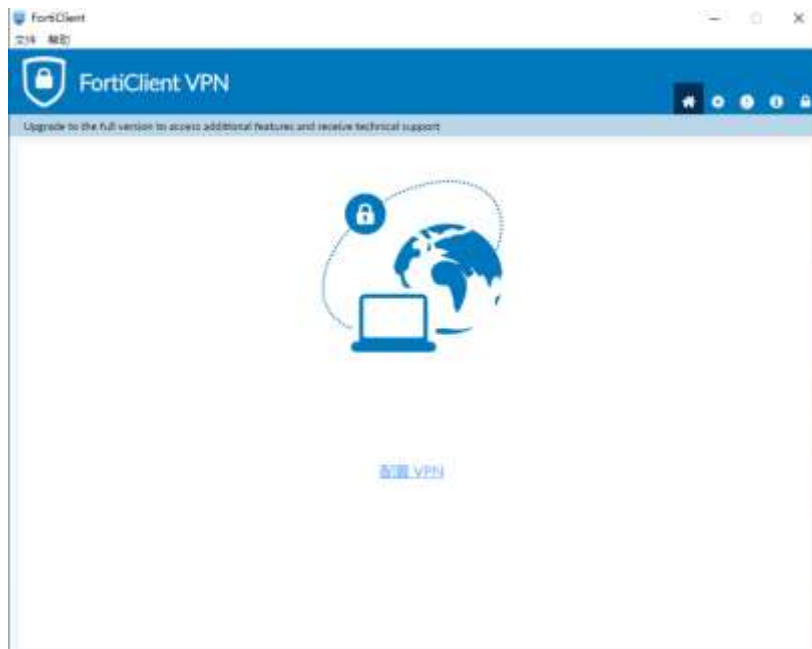 FortiClient
文件 帮助
FortiClient VPN
Upgrade to the full version to access additional features and receive technical support
配置 VPN